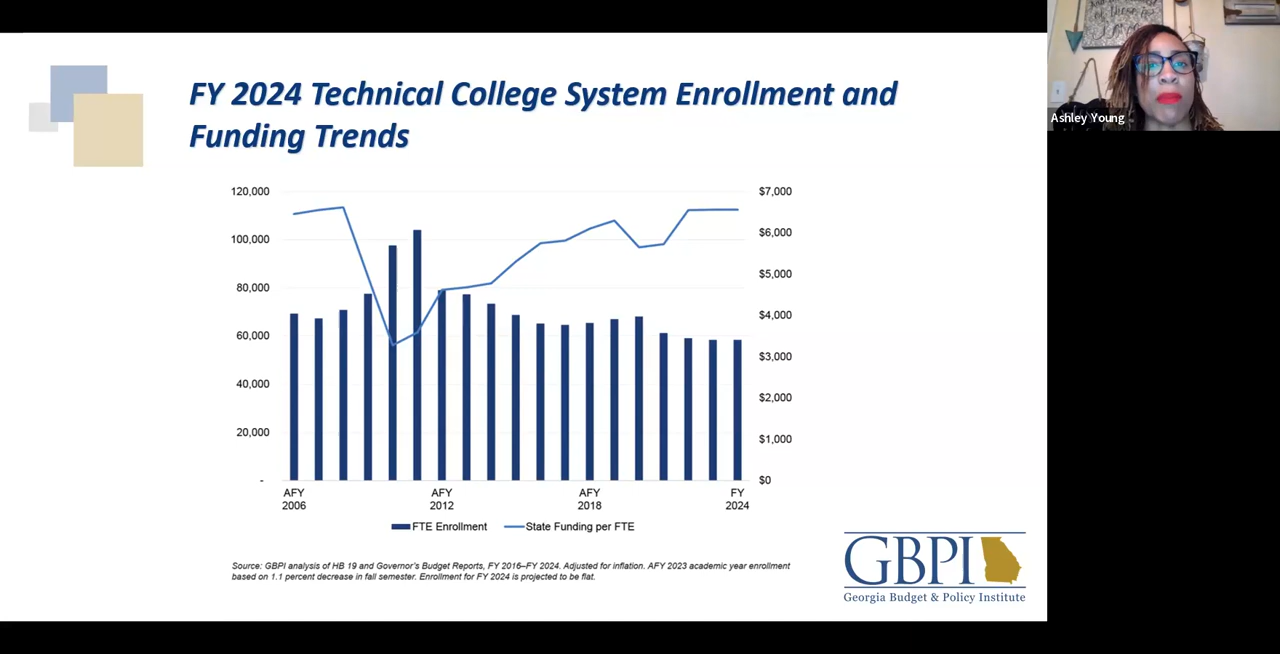 FY 2024 Technical College System Enrollment and
Funding Trends
Ashley Young
120,000
100,000
80,000
60,000
40,000
20,000
-
$7,000
$6,000
$5,000
$4,000
$3,000
$2,000
$1,000
$0
AFY
2006
AFY
2012
AFY
2018
FY
2024
FTE Enrollment
State Funding per FTE
Source: GBPI analysis of HB 19 and Governor's Budget Reports, FY 2016–FY 2024. Adjusted for inflation. AFY 2023 academic year enrollment
based on 1.1 percent decrease in fall semester. Enrollment for FY 2024 is projected to be flat.
GBPI
Georgia Budget & Policy Institute